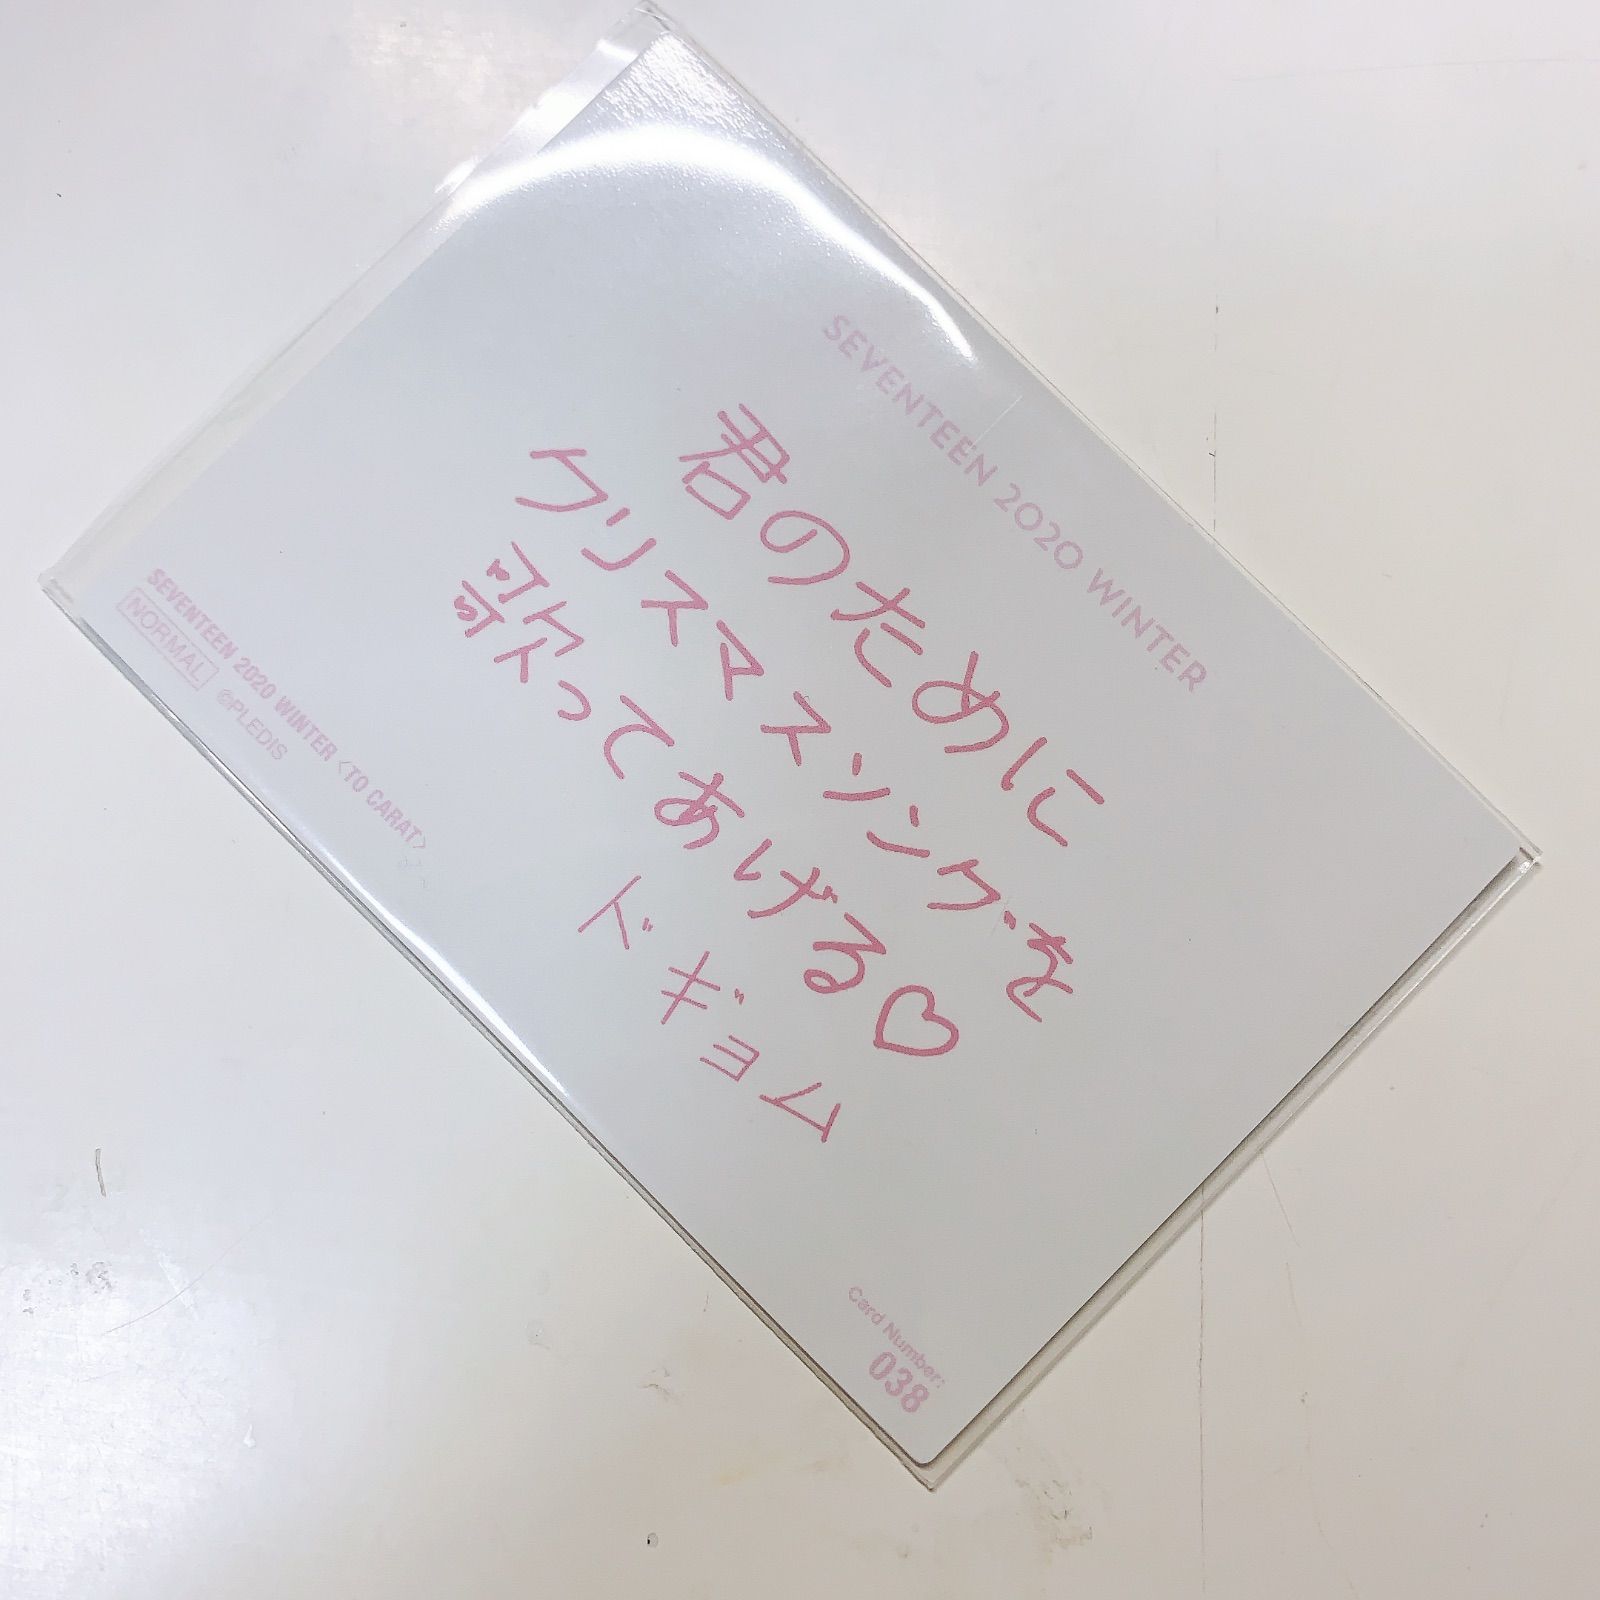 SEVENTEEN 2020 WINTER
君のために
クリスマスソングを
歌ってあげる♡
ドギョム
SEVENTEEN 2020 WINTER〈TO CARAT〉
NORMAL ©PLEDIS
Card Number:
038